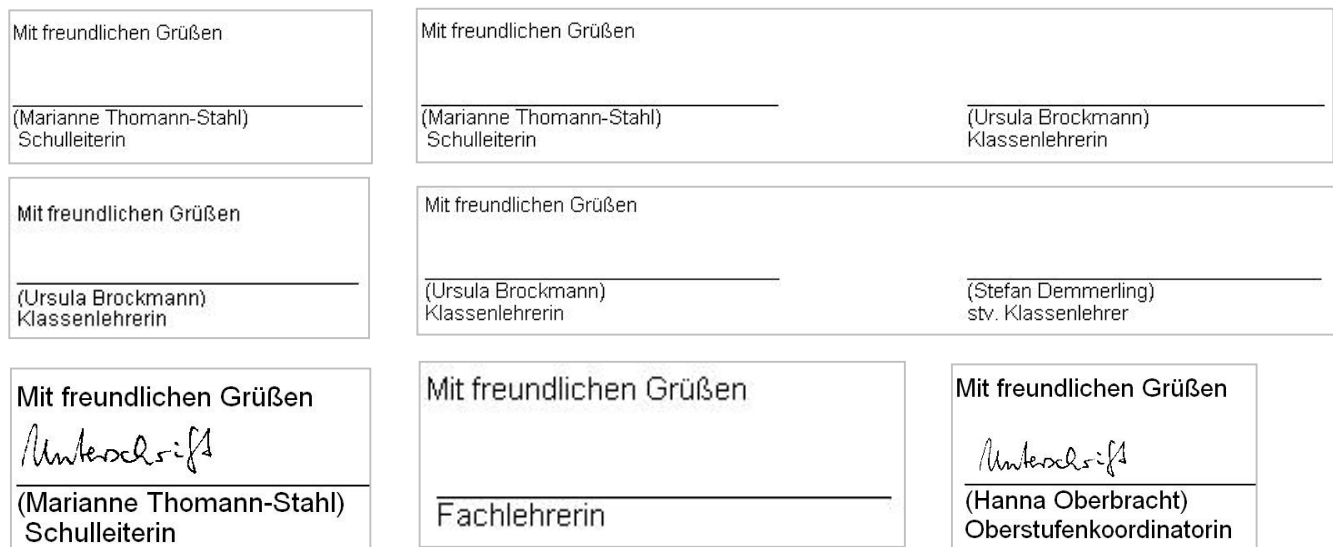 Mit freundlichen Grüßen
(Marianne Thomann-Stahl)
Schulleiterin
Mit freundlichen Grüßen
(Marianne Thomann-Stahl) (Ursula Brockmann)
Schulleiterin Klassenlehrerin
Mit freundlichen Grüßen
(Ursula Brockmann)
Klassenlehrerin
Mit freundlichen Grüßen
(Ursula Brockmann) (Stefan Demmerling)
Klassenlehrerin stv. Klassenlehrer
Mit freundlichen Grüßen
Unterschrift
(Marianne Thomann-Stahl)
Schulleiterin
Mit freundlichen Grüßen
Fachlehrerin
Mit freundlichen Grüßen
Unterschrift
(Hanna Oberbracht)
Oberstufenkoordinatorin